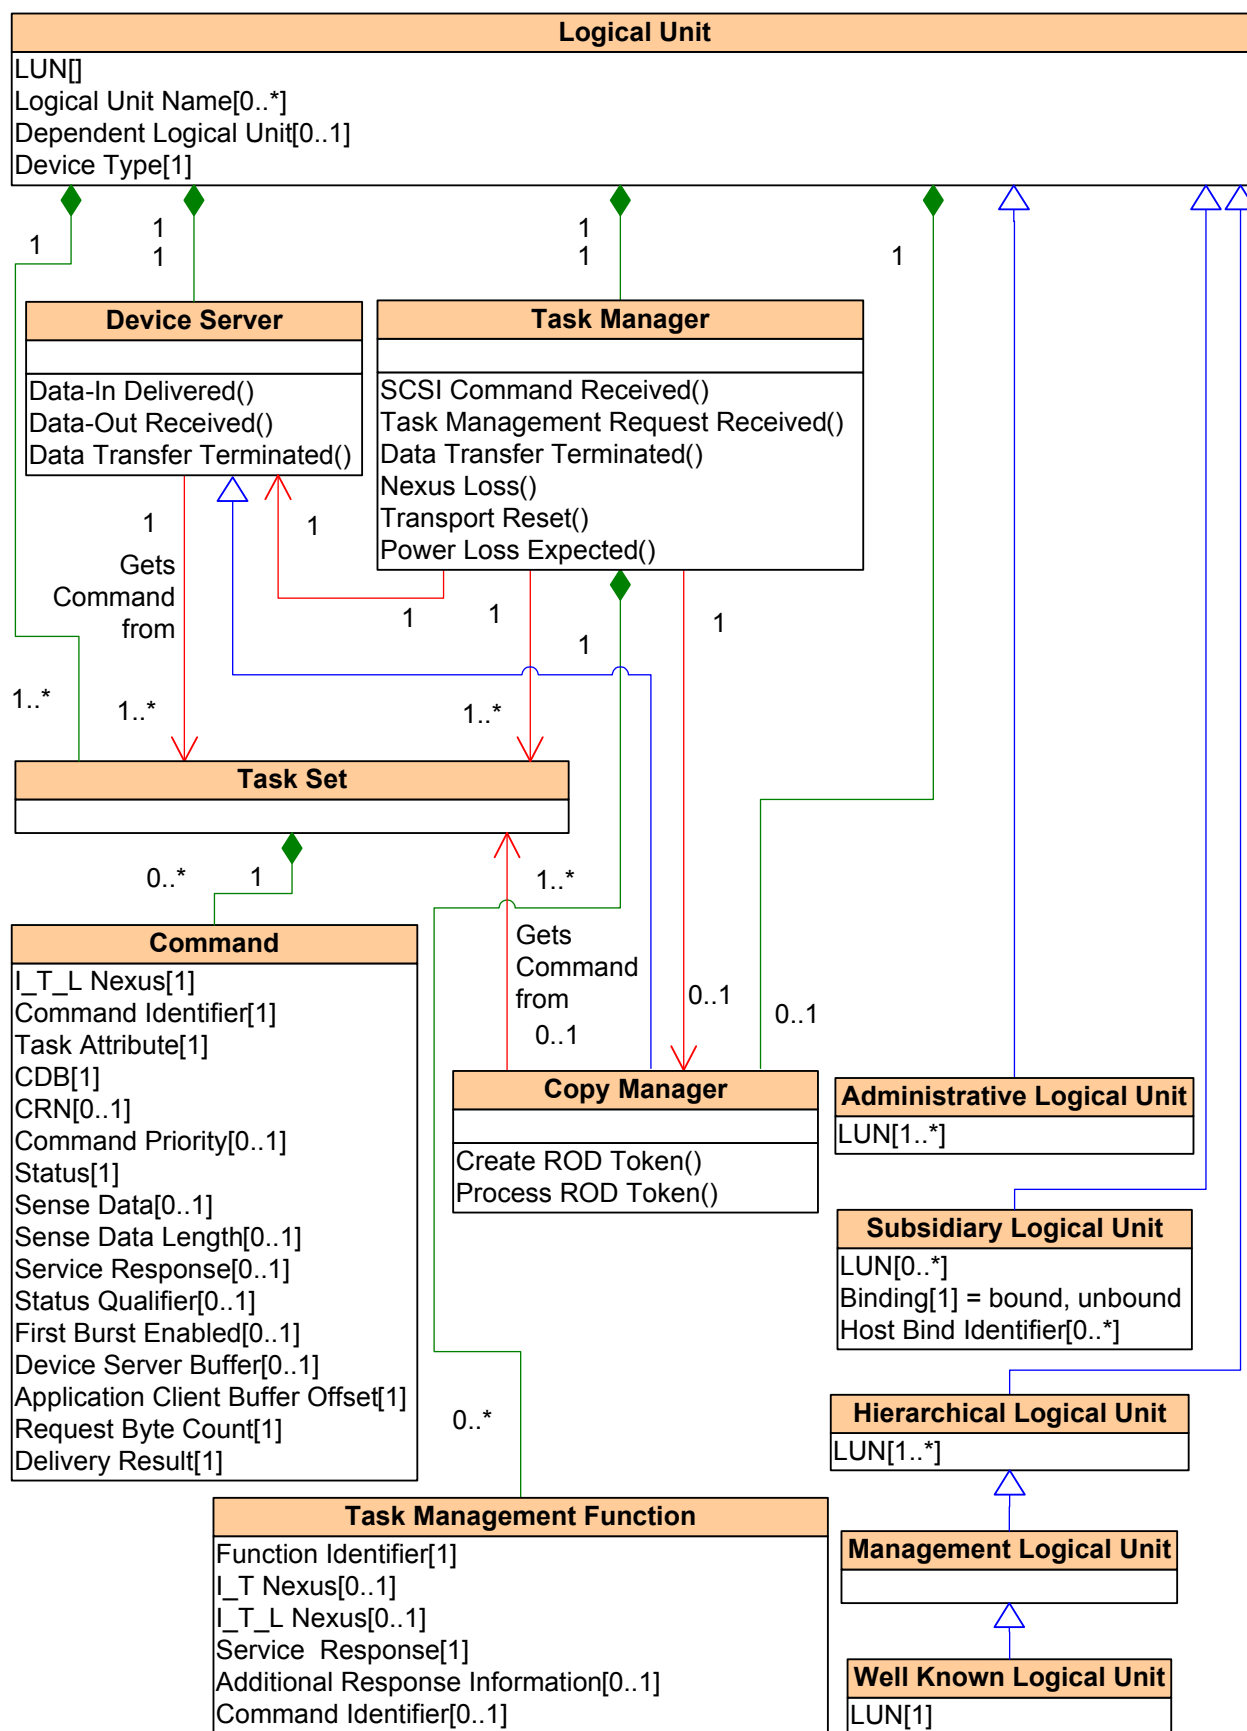 Logical Unit
LUN[]
Logical Unit Name[0..*]
Dependent Logical Unit[0..1]
Device Type[1]
1
1
1
1
1
1
Device Server
Data-In Delivered()
Data-Out Received()
Data Transfer Terminated()
Task Manager
SCSI Command Received()
Task Management Request Received()
Data Transfer Terminated()
Nexus Loss()
Transport Reset()
Power Loss Expected()
1
Gets
Command
from
1
1
1
1
1
1..*
1..*
1..*
Task Set
0..*
1
1..*
Gets
Command
from
0..1
0..1
0..1
Command
I_T_L Nexus[1]
Command Identifier[1]
Task Attribute[1]
CDB[1]
CRN[0..1]
Command Priority[0..1]
Status[1]
Sense Data[0..1]
Sense Data Length[0..1]
Service Response[0..1]
Status Qualifier[0..1]
First Burst Enabled[0..1]
Device Server Buffer[0..1]
Application Client Buffer Offset[1]
Request Byte Count[1]
Delivery Result[1]
Copy Manager
Create ROD Token()
Process ROD Token()
Administrative Logical Unit
LUN[1..*]
Subsidiary Logical Unit
LUN[0..*]
Binding[1] = bound, unbound
Host Bind Identifier[0..*]
Hierarchical Logical Unit
LUN[1..*]
0..*
Task Management Function
Function Identifier[1]
I_T Nexus[0..1]
I_T_L Nexus[0..1]
Service  Response[1]
Additional Response Information[0..1]
Command Identifier[0..1]
Management Logical Unit
Well Known Logical Unit
LUN[1]